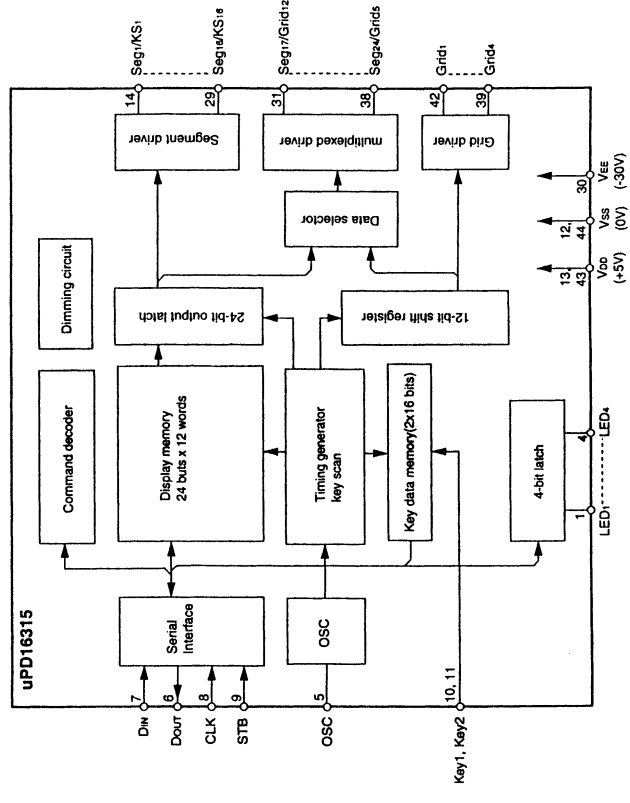 uPD16315
Command decoder
Dimming circuit
Serial
Interface
Display memory
24 buts x 12 words
24-bit output latch
Segment driver
Data selector
multiplexed driver
Grid driver
OSC
Timing generator
key scan
12-bit shift register
Key data memory(2x16 bits)
4-bit latch
DIN 7
DOUT 6
CLK 8
STB 9
OSC 5
Key1, Key2 10, 11
14 Seg1/KS1
29 Seg16/KS16
31 Seg17/Grid12
38 Seg24/Grid5
42 Grid1
39 Grid4
1 4
LED1 LED4
13,
43
VDD
(+5V)
12,
44
VSS
(0V)
30
VEE
(-30V)